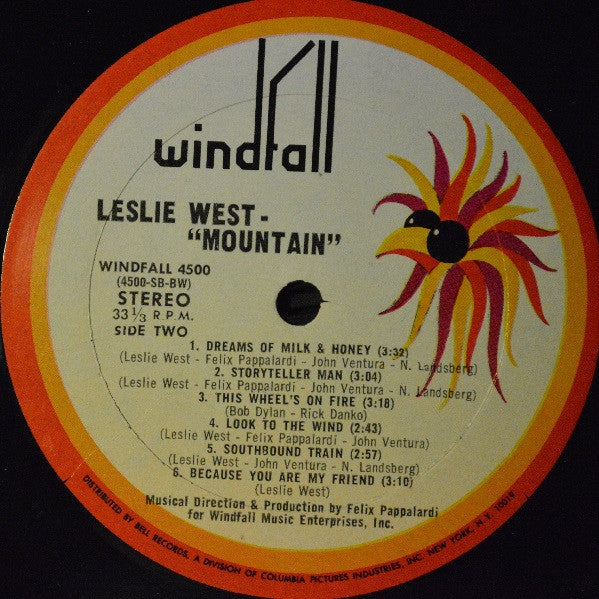 windfall
LESLIE WEST -
"MOUNTAIN"
WINDFALL 4500
(4500-SB-BW)
STEREO
33 1/3 R.P.M.
SIDE TWO
1. DREAMS OF MILK & HONEY (3:32)
(Leslie West - Felix Pappalardi - John Ventura - N. Landsberg)
2. STORYTELLER MAN (3:04)
(Leslie West - Felix Pappalardi - John Ventura - N. Landsberg)
3. THIS WHEEL'S ON FIRE (3:18)
(Bob Dylan - Rick Danko)
4. LOOK TO THE WIND (2:43)
(Leslie West - Felix Pappalardi - John Ventura)
5. SOUTHBOUND TRAIN (2:57)
(Leslie West - John Ventura - N. Landsberg)
6. BECAUSE YOU ARE MY FRIEND (3:10)
(Leslie West)
Musical Direction & Production by Felix Pappalardi
for Windfall Music Enterprises, Inc.
DISTRIBUTED BY BELL RECORDS, A DIVISION OF COLUMBIA PICTURES INDUSTRIES, INC. NEW YORK, N. Y. 10019